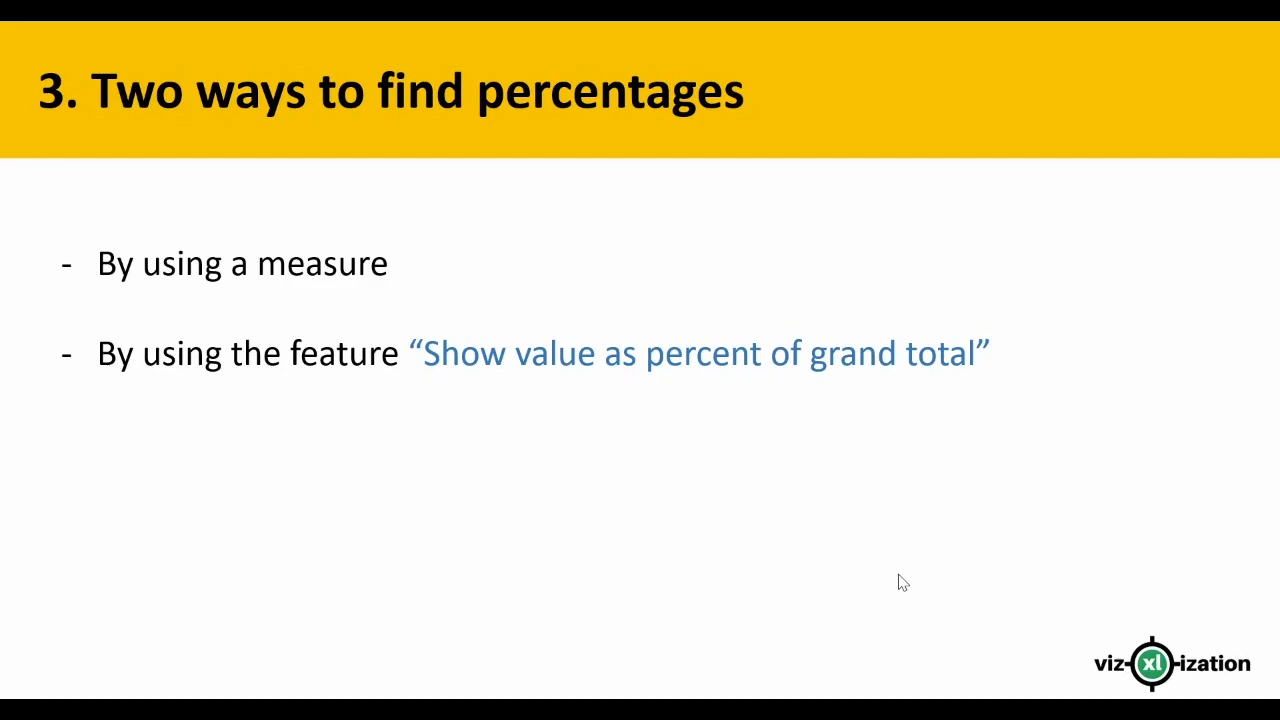 3. Two ways to find percentages
- By using a measure
- By using the feature “Show value as percent of grand total”
viz-xl-ization